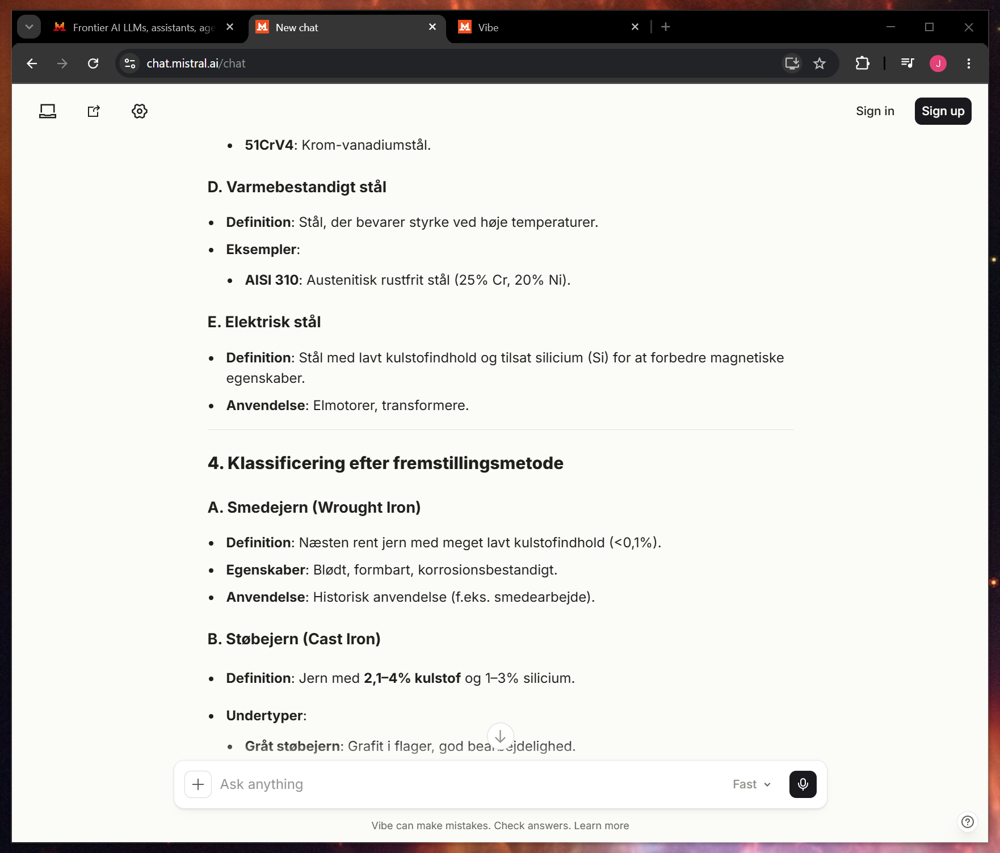 Frontier AI LLMs, assistants, age
New chat
Vibe
chat.mistral.ai/chat
J
Sign in
Sign up
• 51CrV4: Krom-vanadiumstål.
D. Varmebestandigt stål
• Definition: Stål, der bevarer styrke ved høje temperaturer.
• Eksempler:
• AISI 310: Austenitisk rustfrit stål (25% Cr, 20% Ni).
E. Elektrisk stål
• Definition: Stål med lavt kulstofindhold og tilsat silicium (Si) for at forbedre magnetiske
egenskaber.
• Anvendelse: Elmotorer, transformere.
4. Klassificering efter fremstillingsmetode
A. Smedejern (Wrought Iron)
• Definition: Næsten rent jern med meget lavt kulstofindhold (<0,1%).
• Egenskaber: Blødt, formbart, korrosionsbestandigt.
• Anvendelse: Historisk anvendelse (f.eks. smedearbejde).
B. Støbejern (Cast Iron)
• Definition: Jern med 2,1–4% kulstof og 1–3% silicium.
• Undertyper:
• Gråt støbejern: Grafit i flager, god bearbejdelighed.
Ask anything
Fast
Vibe can make mistakes. Check answers. Learn more